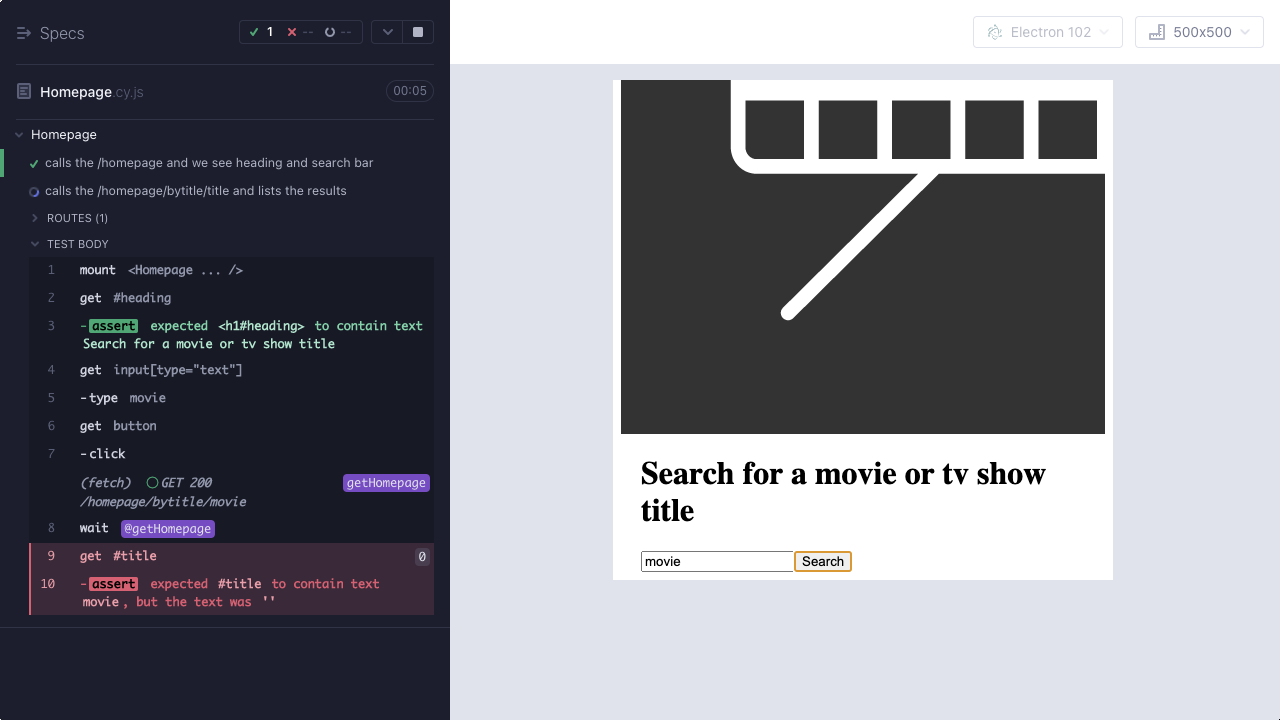 Specs
1 -- --
Electron 102
500x500
Homepage.cy.js
00:05
Homepage
calls the /homepage and we see heading and search bar
calls the /homepage/bytitle/title and lists the results
ROUTES (1)
TEST BODY
1 mount <Homepage ... />
2 get #heading
3 -assert expected <h1#heading> to contain text
Search for a movie or tv show title
4 get input[type="text"]
5 -type movie
6 get button
7 -click
(fetch) GET 200 getHomepage
/homepage/bytitle/movie
8 wait @getHomepage
9 get #title 0
10 -assert expected #title to contain text
movie, but the text was ''
Search for a movie or tv show
title
movie Search